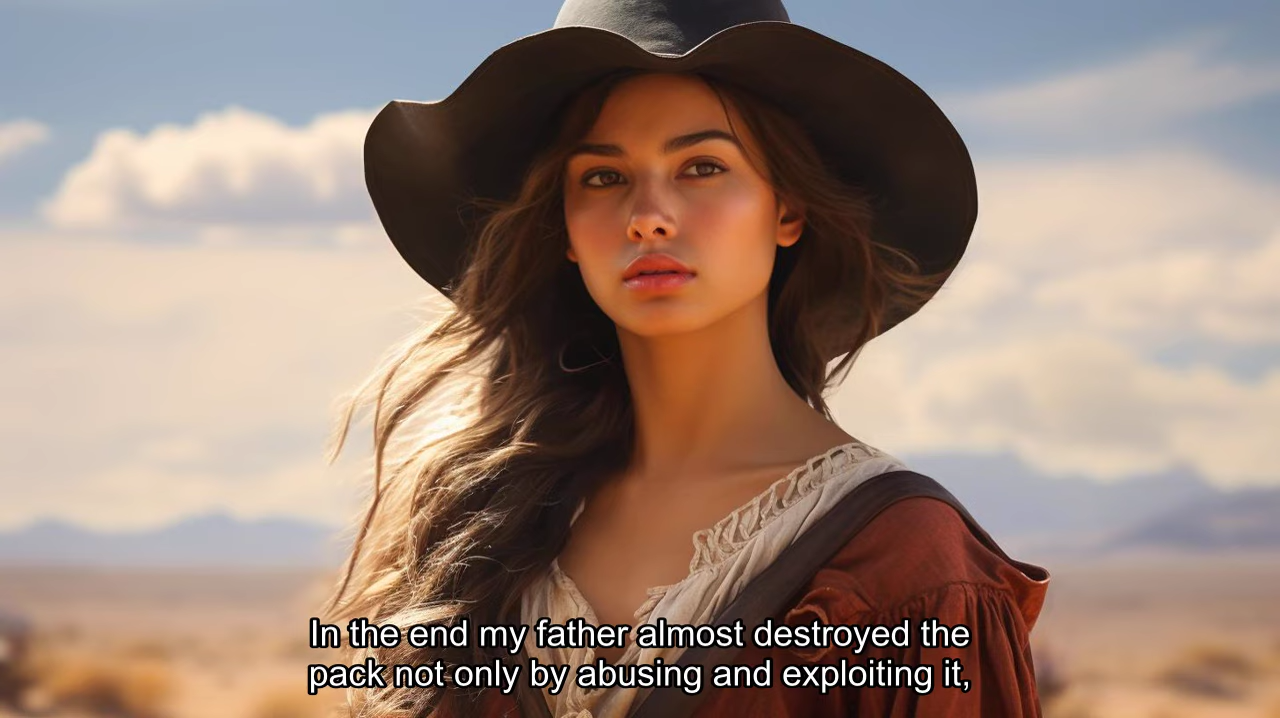 In the end my father almost destroyed the
pack not only by abusing and exploiting it,